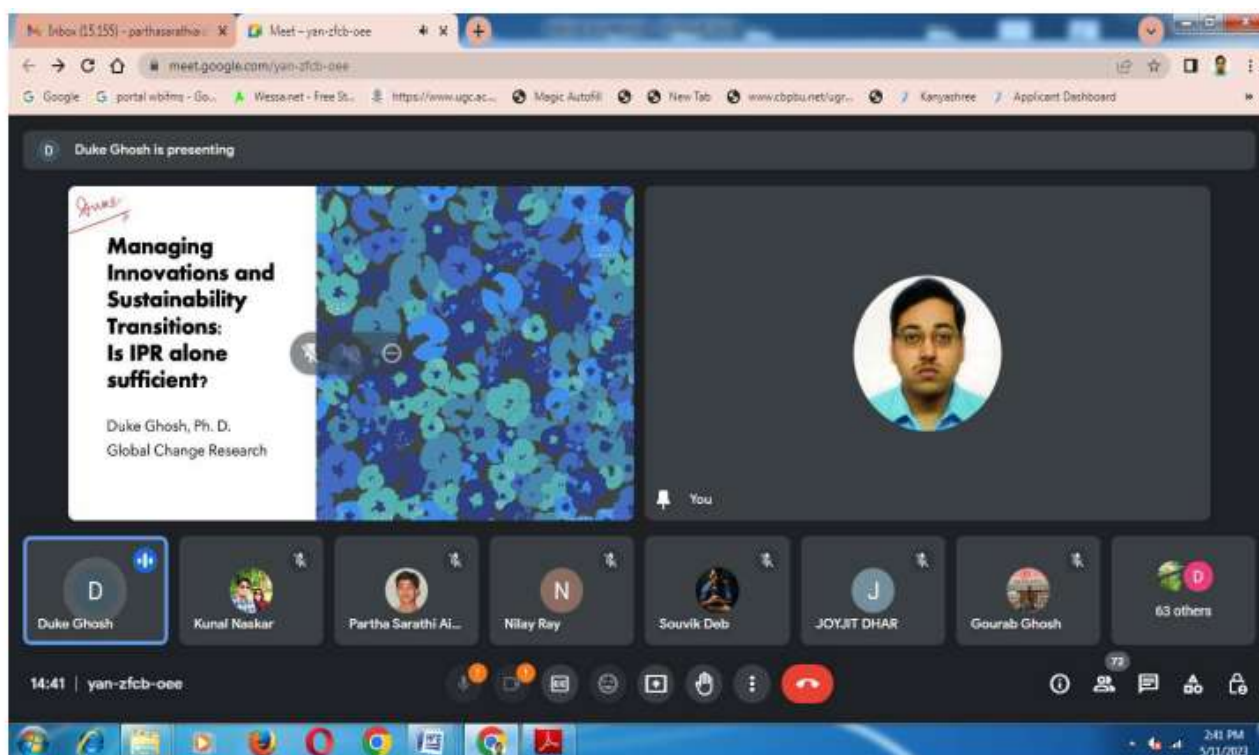 Inbox (15,155) - parthasarathia
Meet – yan-zfcb-oee
meet.google.com/yan-zfcb-oee
Google
portal wbifms - Go...
Wessa.net - Free St...
https://www.ugc.ac...
Magic Autofill
New Tab
www.cbpbu.net/ugr...
Kanyashree
Applicant Dashboard
D Duke Ghosh is presenting
Managing
Innovations and
Sustainability
Transitions:
Is IPR alone
sufficient?
Duke Ghosh, Ph. D.
Global Change Research
You
D
Duke Ghosh
Kunal Naskar
Partha Sarathi Ai...
N
Nilay Ray
Souvik Deb
J
JOYJIT DHAR
Gourab Ghosh
D
63 others
14:41 | yan-zfcb-oee
72
2:41 PM